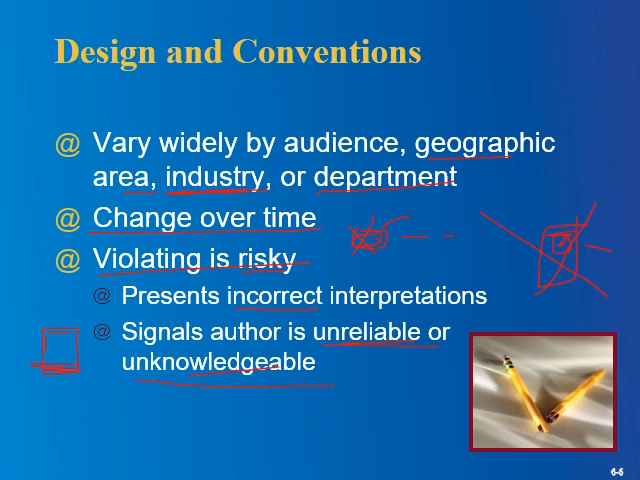 Design and Conventions
@ Vary widely by audience, geographic
area, industry, or department
@ Change over time
@ Violating is risky
@ Presents incorrect interpretations
@ Signals author is unreliable or
unknowledgeable
6-6